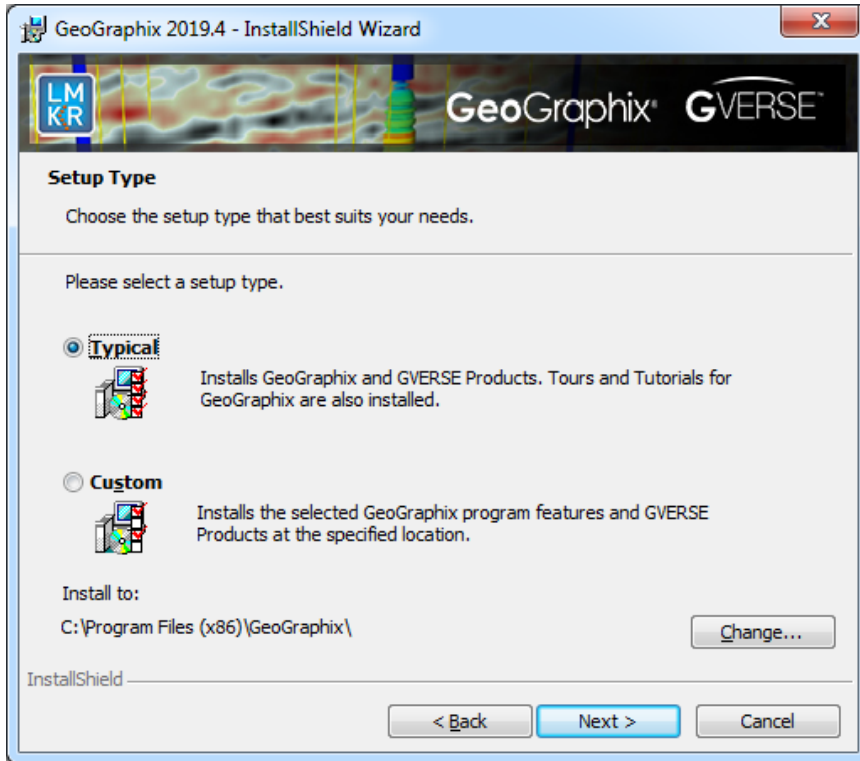 GeoGraphix 2019.4 - InstallShield Wizard
LM
KR
GeoGraphix® GVERSE™
Setup Type
Choose the setup type that best suits your needs.
Please select a setup type.
Typical
Installs GeoGraphix and GVERSE Products. Tours and Tutorials for
GeoGraphix are also installed.
Custom
Installs the selected GeoGraphix program features and GVERSE
Products at the specified location.
Install to:
C:\Program Files (x86)\GeoGraphix\
Change...
InstallShield
< Back
Next >
Cancel